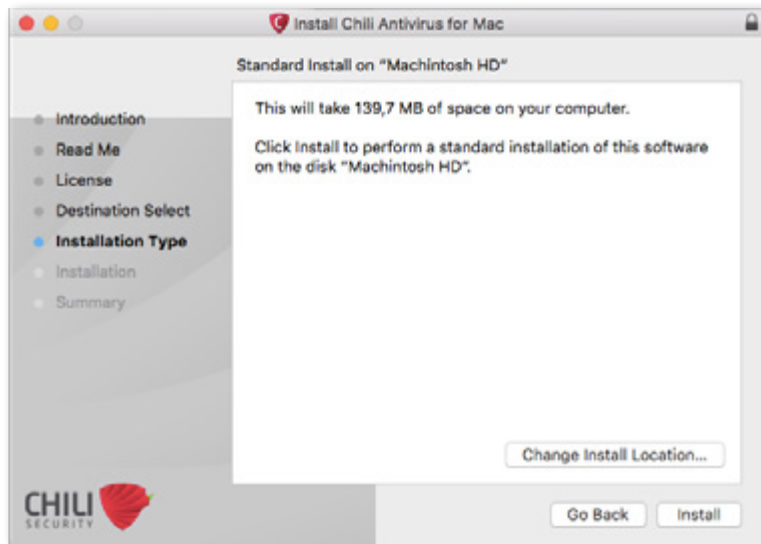 Install Chili Antivirus for Mac
Standard Install on “Machintosh HD”
Introduction
Read Me
License
Destination Select
Installation Type
Installation
Summary
This will take 139,7 MB of space on your computer.
Click Install to perform a standard installation of this software
on the disk “Machintosh HD”.
Change Install Location...
CHILI
SECURITY
Go Back
Install